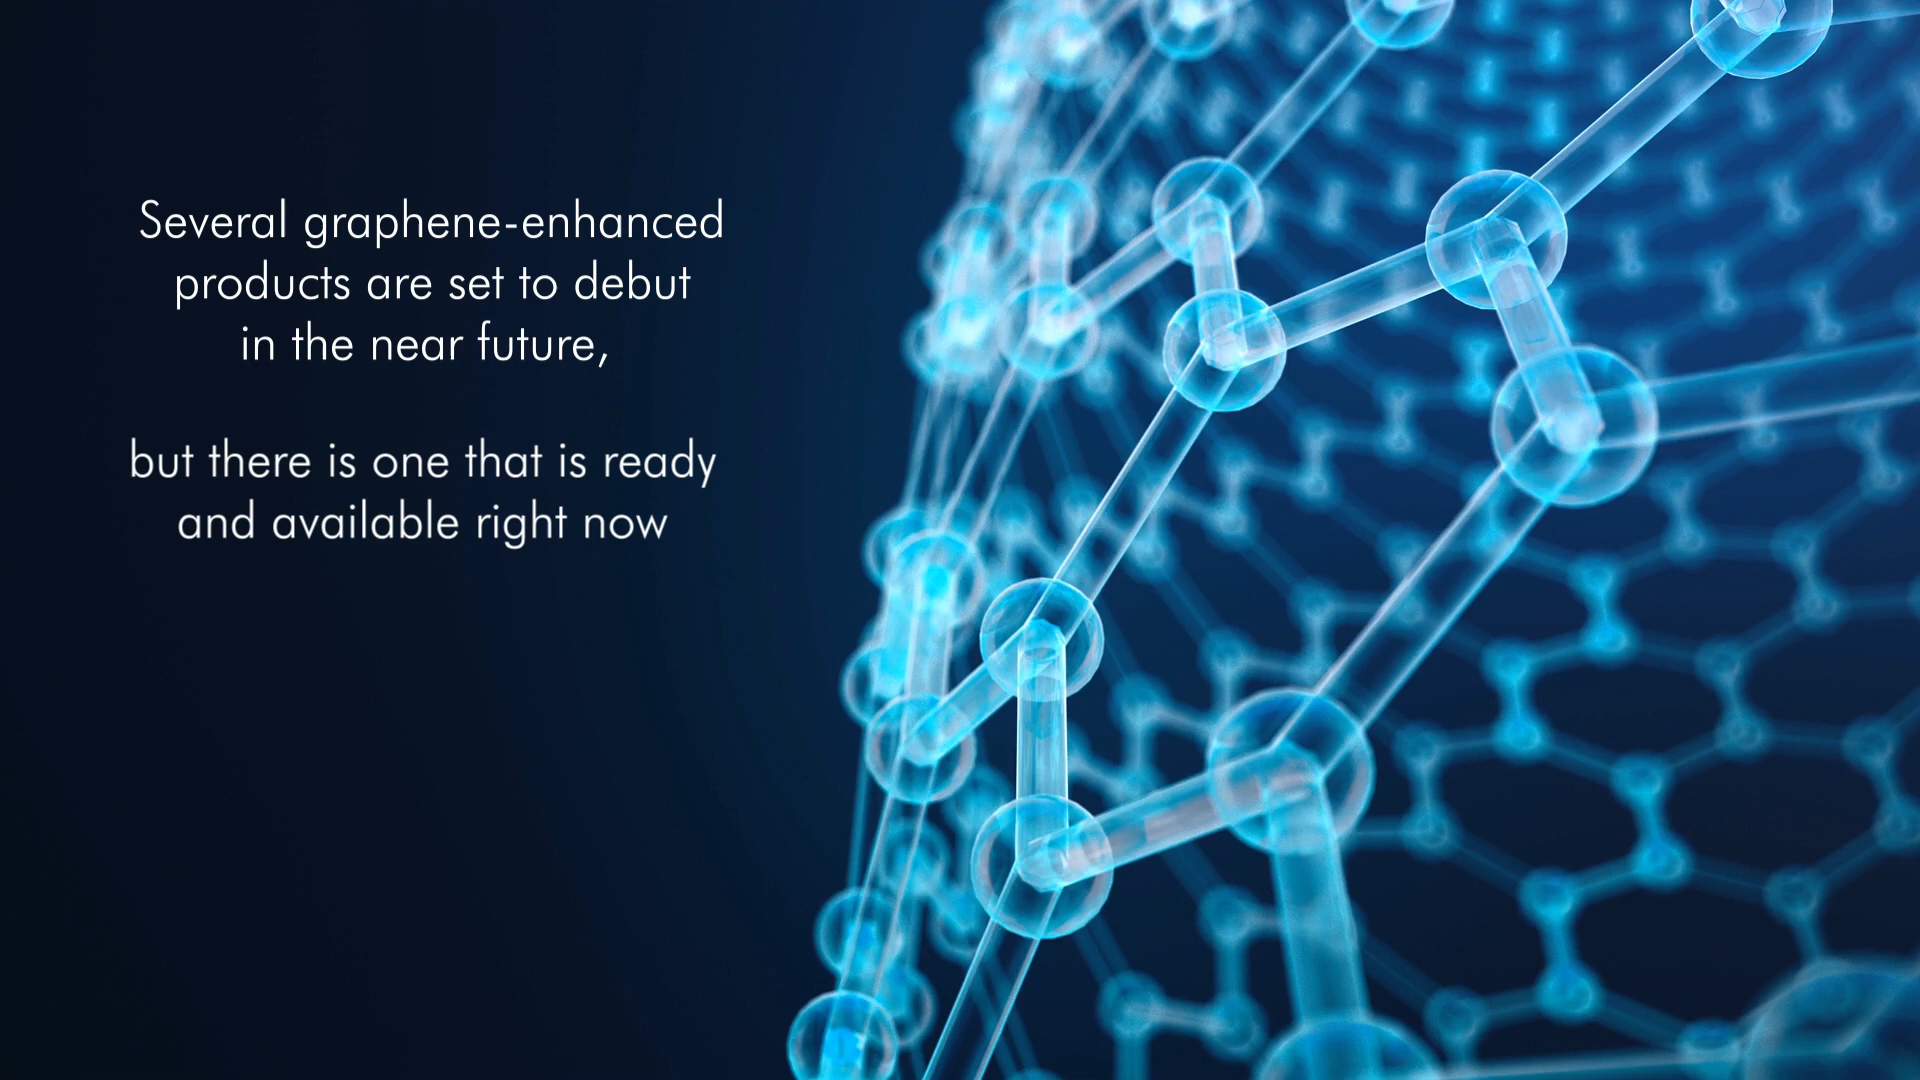 Several graphene-enhanced
products are set to debut
in the near future,
but there is one that is ready
and available right now